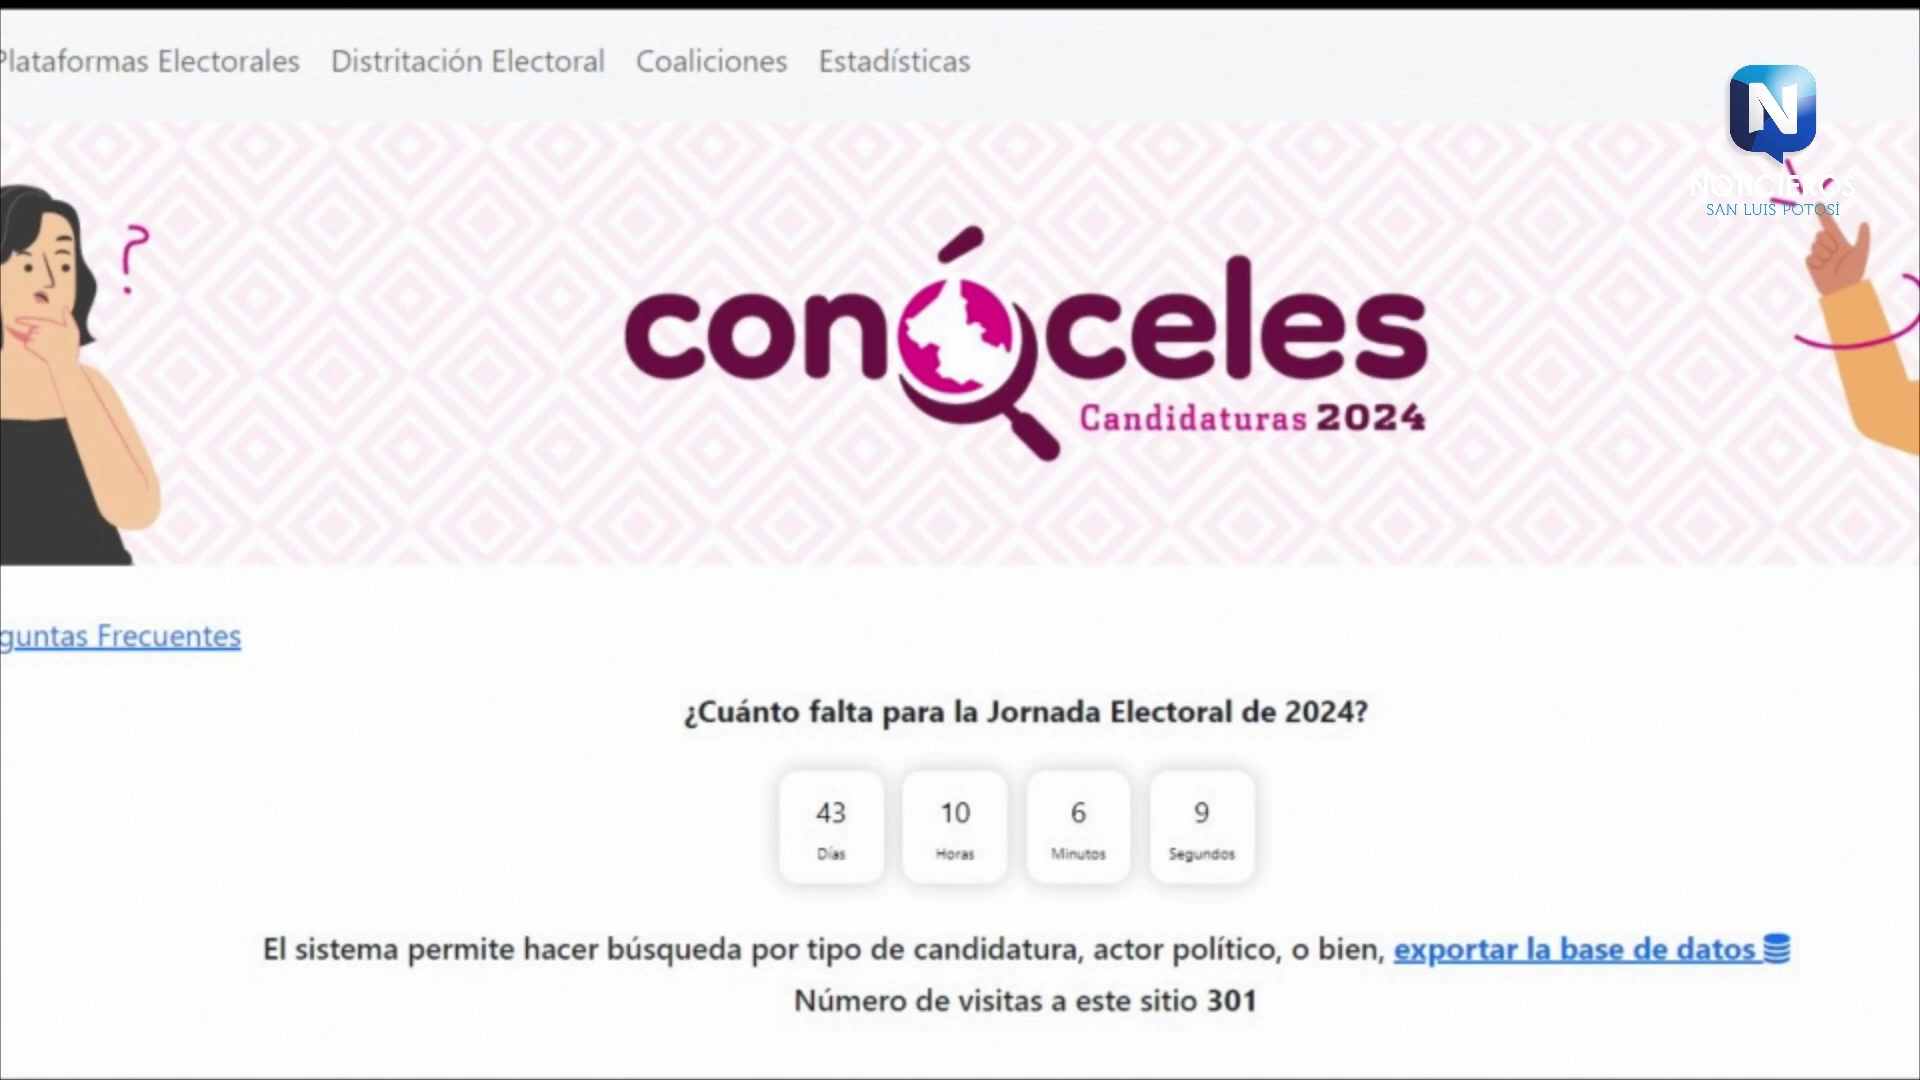 Plataformas Electorales Distritación Electoral Coaliciones Estadísticas
N
NOTICIEROS
SAN LUIS POTOSÍ
?
conóceles
Candidaturas 2024
guntas Frecuentes
¿Cuánto falta para la Jornada Electoral de 2024?
43 10 6 9
Días Horas Minutos Segundos
El sistema permite hacer búsqueda por tipo de candidatura, actor político, o bien, exportar la base de datos
Número de visitas a este sitio 301